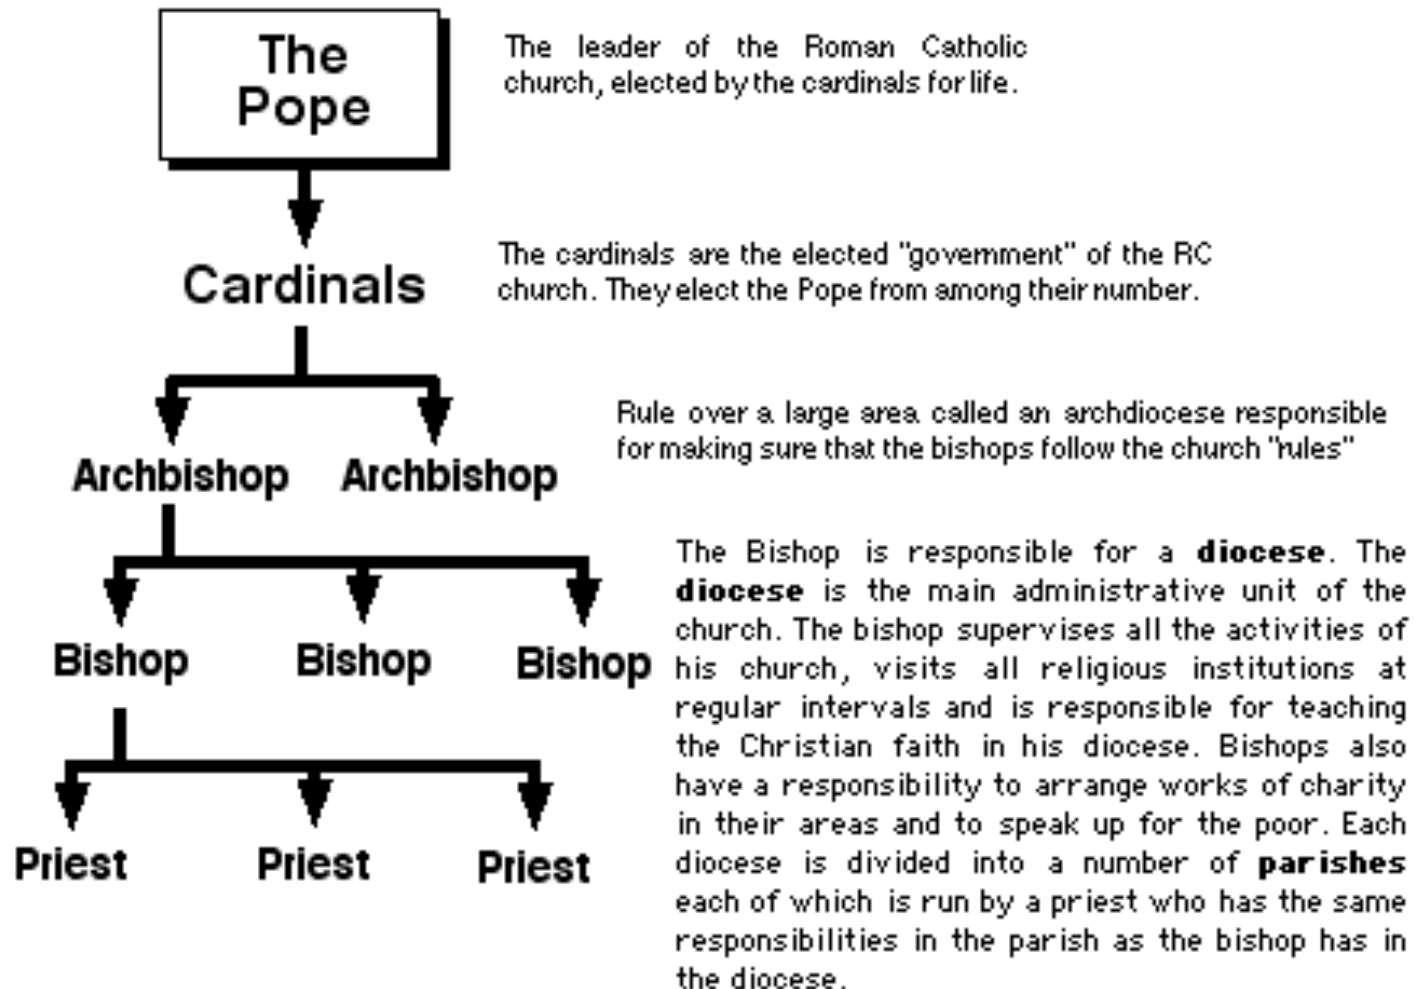 The
Pope
The leader of the Roman Catholic
church, elected by the cardinals for life.
Cardinals
The cardinals are the elected "government" of the RC
church. They elect the Pope from among their number.
Archbishop Archbishop
Rule over a large area called an archdiocese responsible
for making sure that the bishops follow the church "rules"
Bishop Bishop Bishop
The Bishop is responsible for a diocese. The
diocese is the main administrative unit of the
church. The bishop supervises all the activities of
his church, visits all religious institutions at
regular intervals and is responsible for teaching
the Christian faith in his diocese. Bishops also
have a responsibility to arrange works of charity
in their areas and to speak up for the poor. Each
diocese is divided into a number of parishes
each of which is run by a priest who has the same
responsibilities in the parish as the bishop has in
the diocese.
Priest Priest Priest